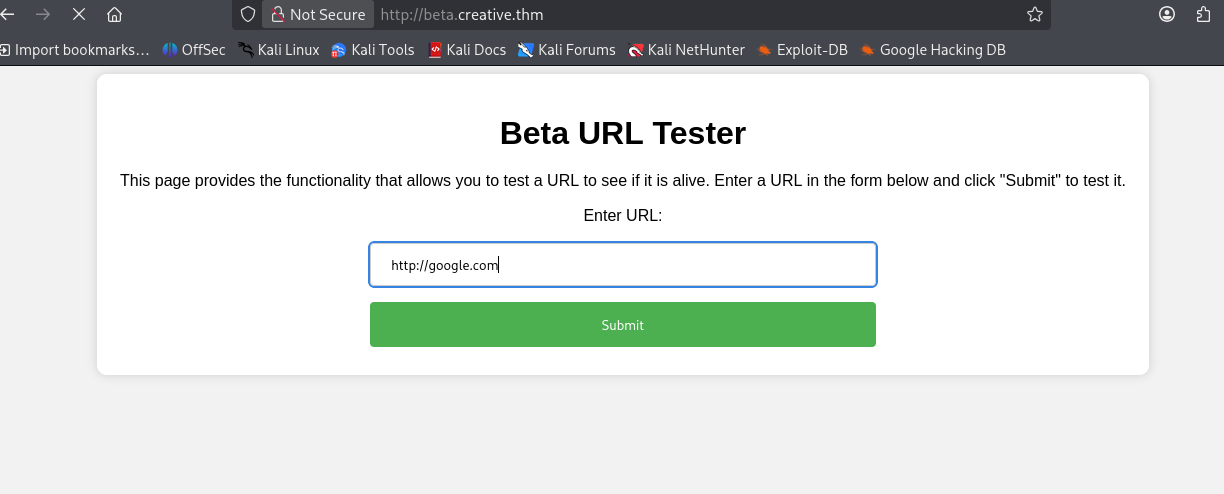 Not Secure http://beta.creative.thm
Import bookmarks… OffSec Kali Linux Kali Tools Kali Docs Kali Forums Kali NetHunter Exploit-DB Google Hacking DB
Beta URL Tester
This page provides the functionality that allows you to test a URL to see if it is alive. Enter a URL in the form below and click "Submit" to test it.
Enter URL:
http://google.com
Submit